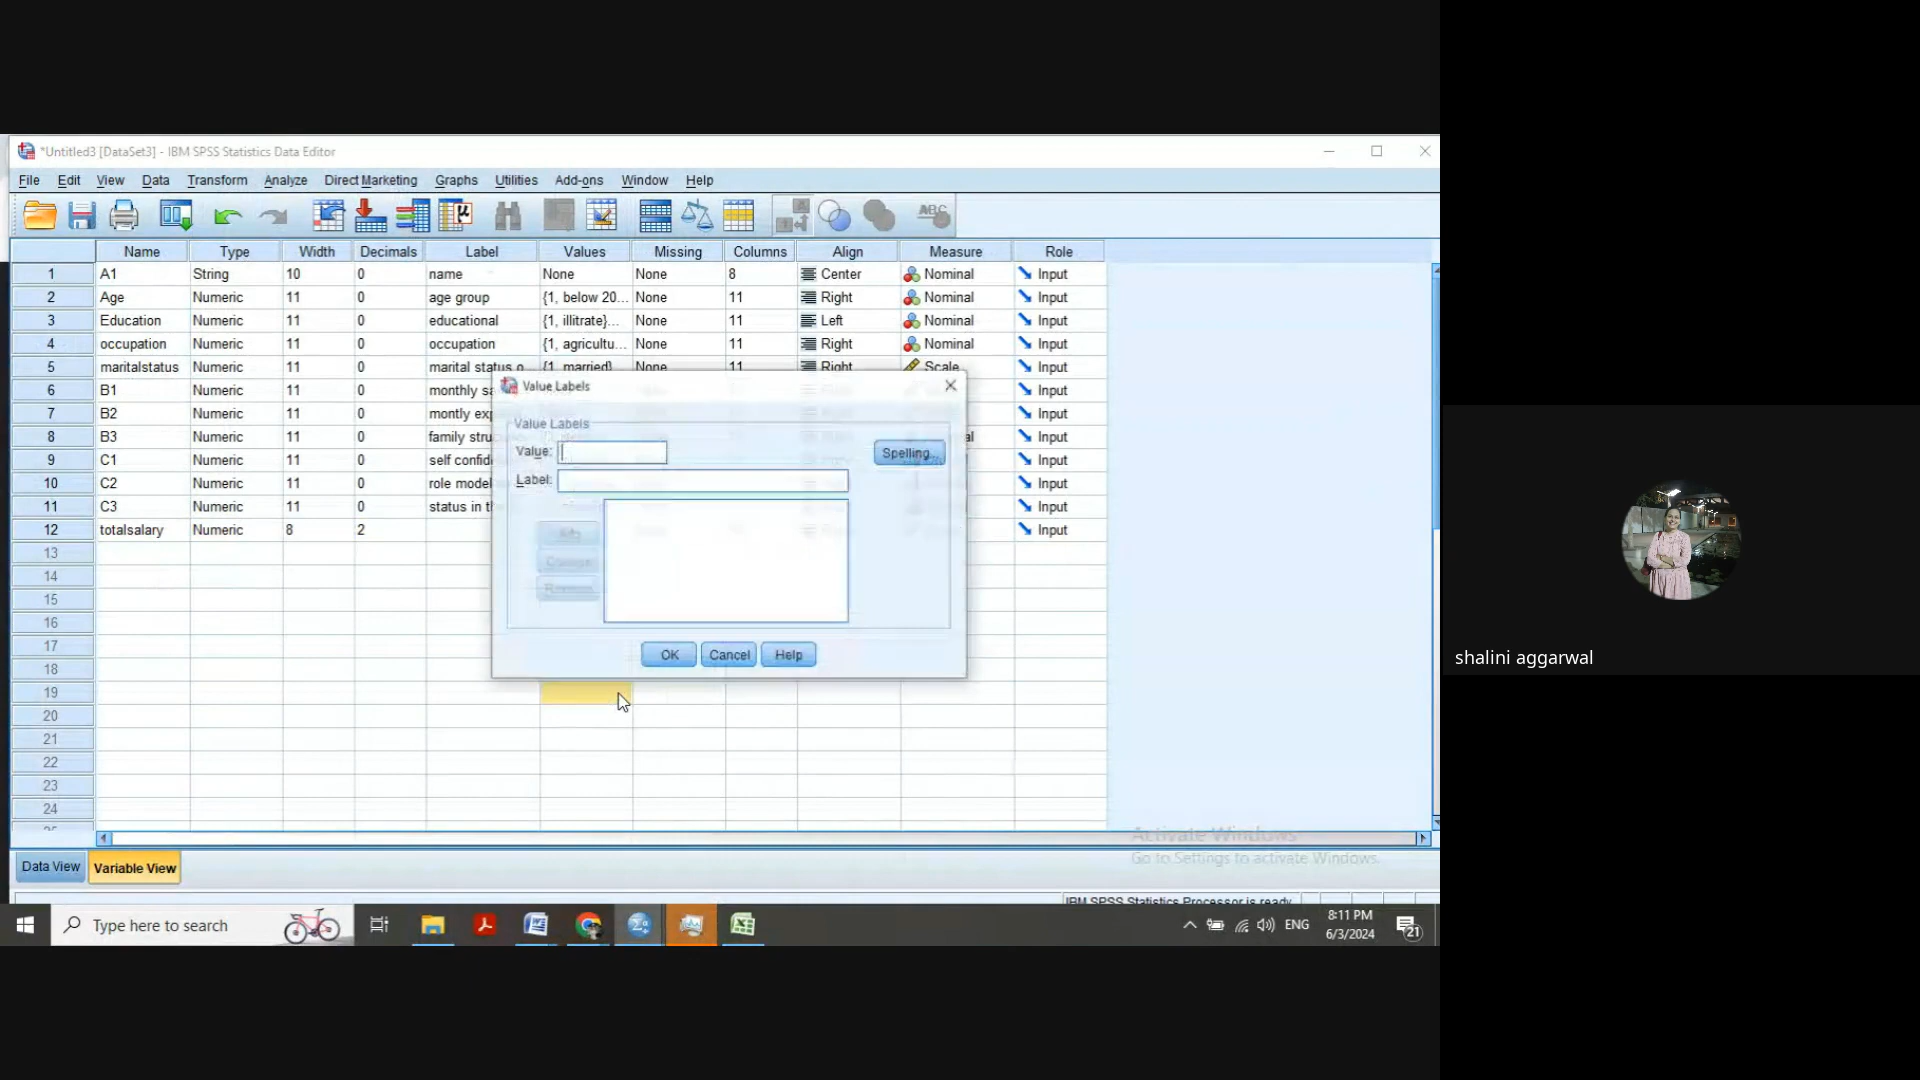 *Untitled3 [DataSet3] - IBM SPSS Statistics Data Editor
File Edit View Data Transform Analyze Direct Marketing Graphs Utilities Add-ons Window Help
Name Type Width Decimals Label Values Missing Columns Align Measure Role
1 A1 String 10 0 name None None 8 Center Nominal Input
2 Age Numeric 11 0 age group {1, below 20... None 11 Right Nominal Input
3 Education Numeric 11 0 educational {1, illitrate}... None 11 Left Nominal Input
4 occupation Numeric 11 0 occupation {1, agricultu... None 11 Right Nominal Input
5 maritalstatus Numeric 11 0 marital status o {1, married} None 11 Right Scale Input
6 B1 Numeric 11 0 monthly sa Input
7 B2 Numeric 11 0 montly exp Input
8 B3 Numeric 11 0 family struc Input
9 C1 Numeric 11 0 self confid Input
10 C2 Numeric 11 0 role model Input
11 C3 Numeric 11 0 status in th Input
12 totalsalary Numeric 8 2 Input
13
14
15
16
17
18
19
20
21
22
23
24
Value Labels
Value Labels
Value:
Spelling...
Label:
OK Cancel Help
Activate Windows
Go to Settings to activate Windows.
Data View Variable View
IBM SPSS Statistics Processor is ready
Type here to search
ENG
8:11 PM
6/3/2024
21
shalini aggarwal